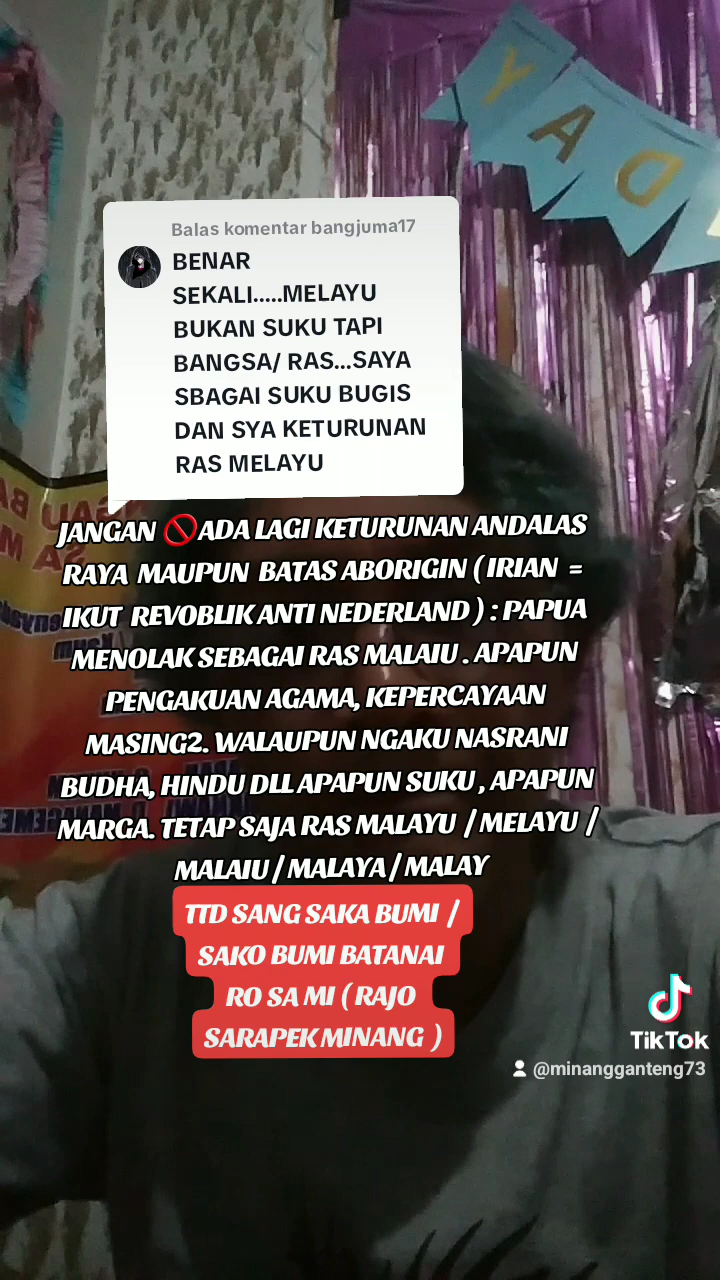 YAD
Balas komentar bangjuma17
BENAR
SEKALI.....MELAYU
BUKAN SUKU TAPI
BANGSA/ RAS...SAYA
SBAGAI SUKU BUGIS
DAN SYA KETURUNAN
RAS MELAYU
JANGAN 🚫ADA LAGI KETURUNAN ANDALAS
RAYA MAUPUN BATAS ABORIGIN ( IRIAN =
IKUT REVOBLIK ANTI NEDERLAND ) : PAPUA
MENOLAK SEBAGAI RAS MALAIU . APAPUN
PENGAKUAN AGAMA, KEPERCAYAAN
MASING2. WALAUPUN NGAKU NASRANI
BUDHA, HINDU DLL APAPUN SUKU , APAPUN
MARGA. TETAP SAJA RAS MALAYU / MELAYU /
MALAIU / MALAYA / MALAY
TTD SANG SAKA BUMI /
SAKO BUMI BATANAI
RO SA MI ( RAJO
SARAPEK MINANG )
TikTok
@minangganteng73